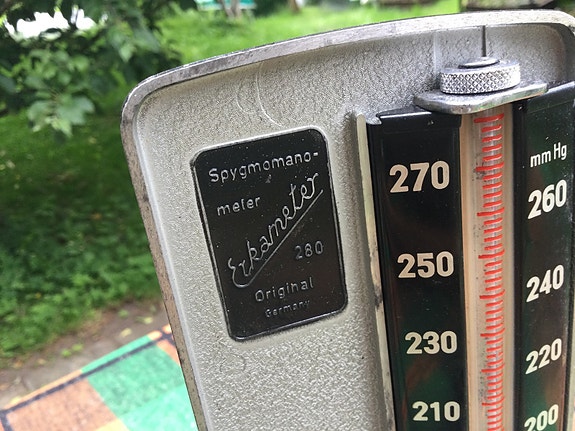 Spygmomano-
meter
Erkameter
280
Original
Germany
mm Hg
270
260
250
240
230
220
210
200